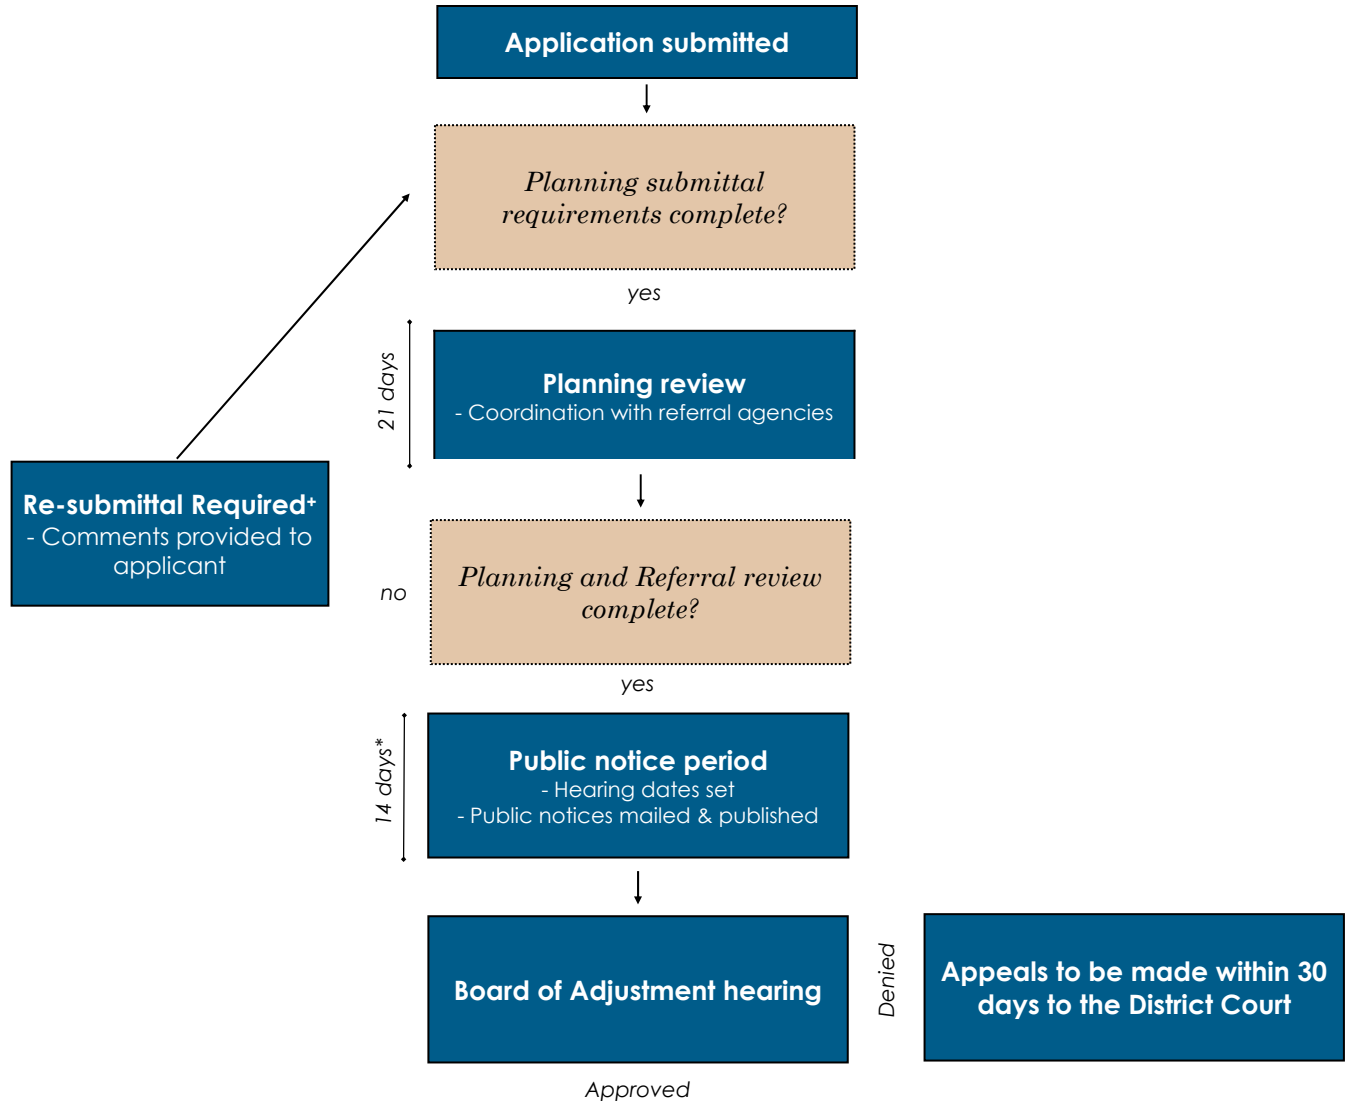 Application submitted
Planning submittal
requirements complete?
yes
21 days
Planning review
- Coordination with referral agencies
Re-submittal Required+
- Comments provided to
applicant
no
Planning and Referral review
complete?
yes
14 days*
Public notice period
- Hearing dates set
- Public notices mailed & published
Board of Adjustment hearing
Denied
Appeals to be made within 30
days to the District Court
Approved